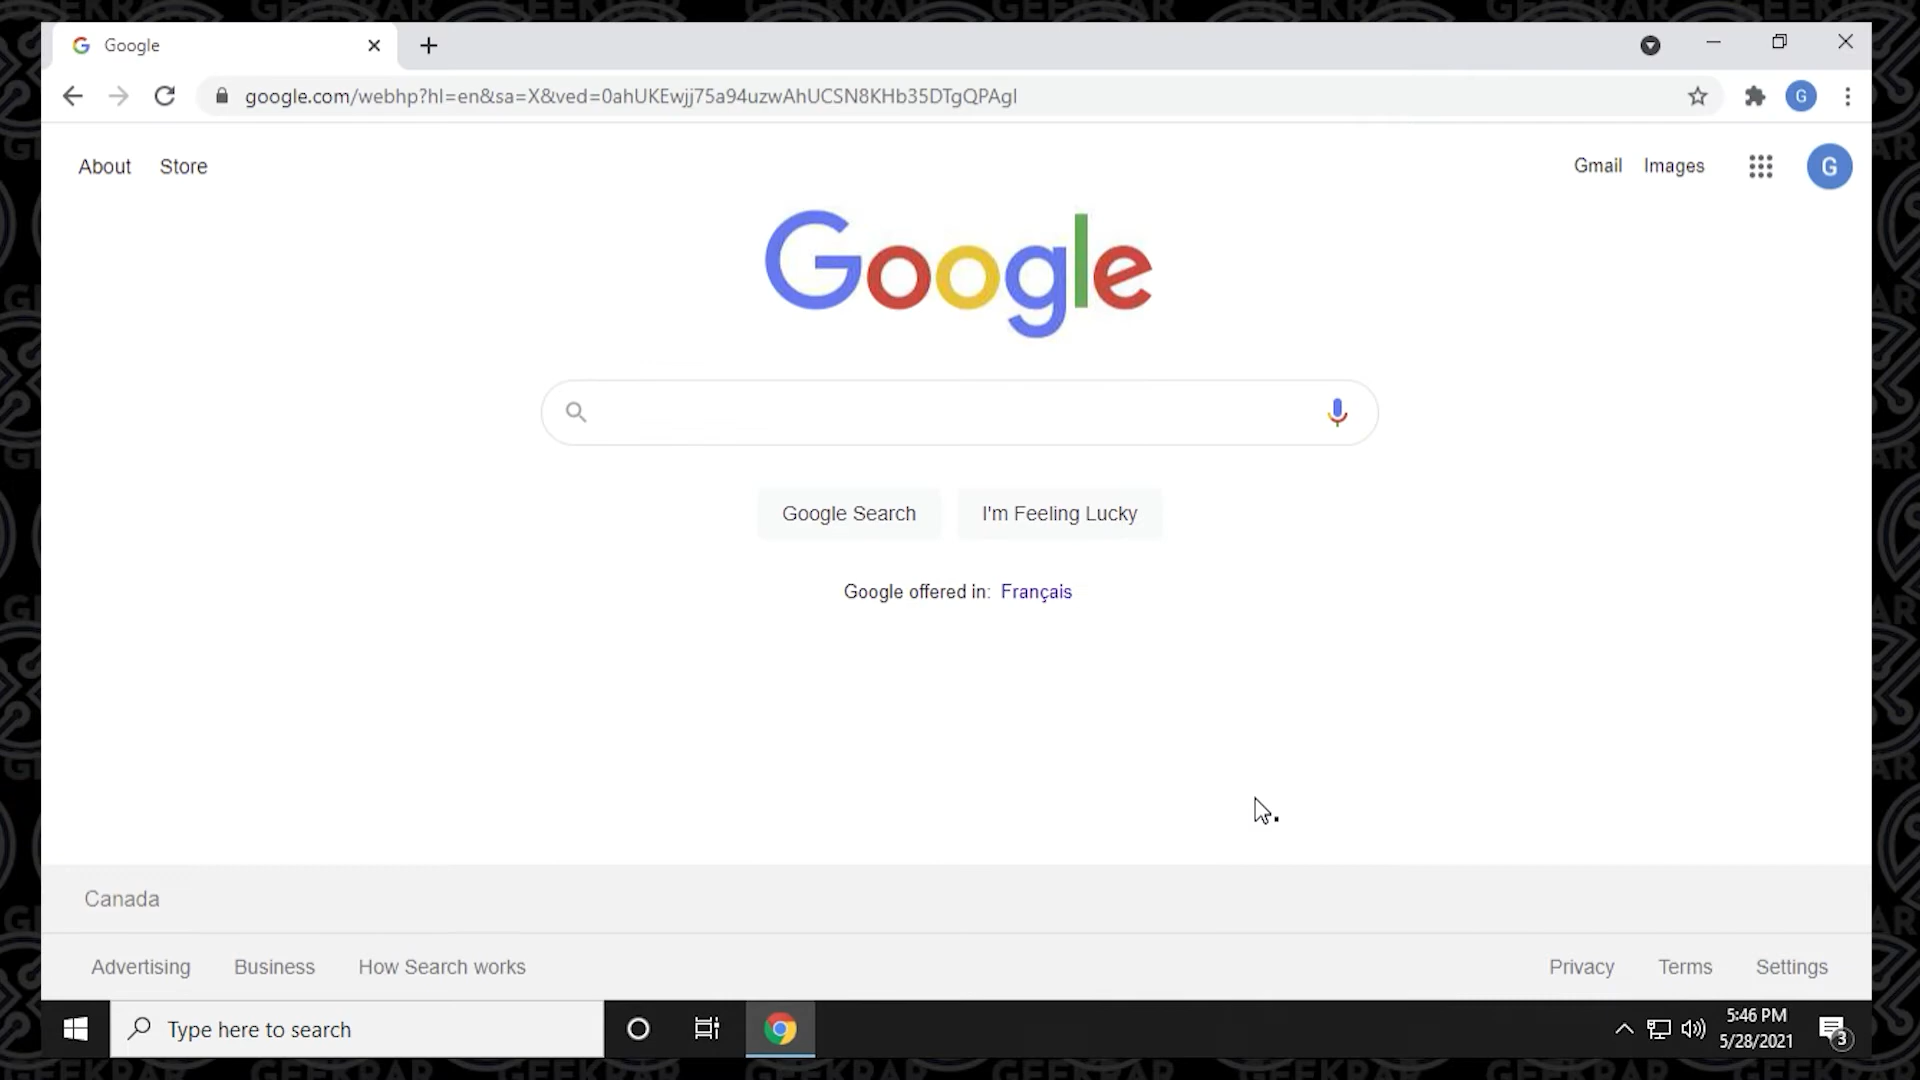 Google
google.com/webhp?hl=en&sa=X&ved=0ahUKEwjj75a94uzwAhUCSN8KHb35DTgQPAgI
G
About Store Gmail Images G
Google
Google Search I'm Feeling Lucky
Google offered in: Français
Canada
Advertising Business How Search works Privacy Terms Settings
Type here to search
5:46 PM
5/28/2021
3
GEEKRAR